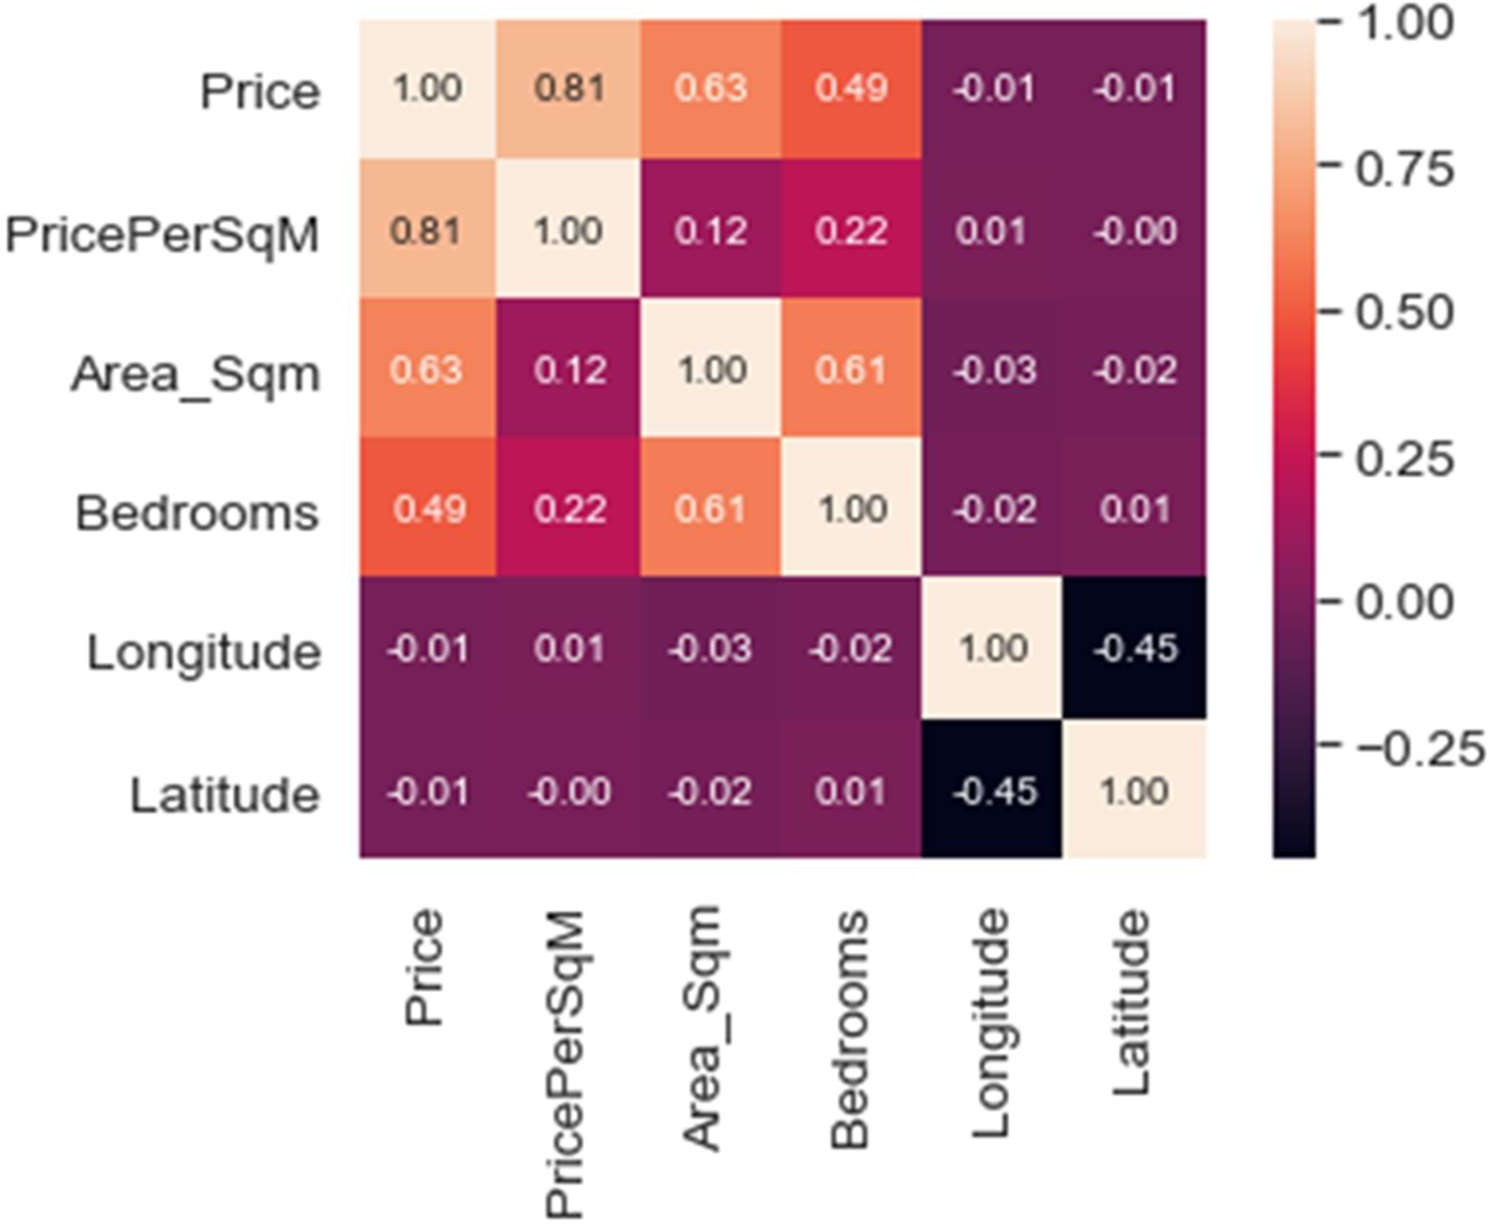 Price 1.00 0.81 0.63 0.49 -0.01 -0.01
PricePerSqM 0.81 1.00 0.12 0.22 0.01 -0.00
Area_Sqm 0.63 0.12 1.00 0.61 -0.03 -0.02
Bedrooms 0.49 0.22 0.61 1.00 -0.02 0.01
Longitude -0.01 0.01 -0.03 -0.02 1.00 -0.45
Latitude -0.01 -0.00 -0.02 0.01 -0.45 1.00
Price
PricePerSqM
Area_Sqm
Bedrooms
Longitude
Latitude
1.00
0.75
0.50
0.25
0.00
−0.25